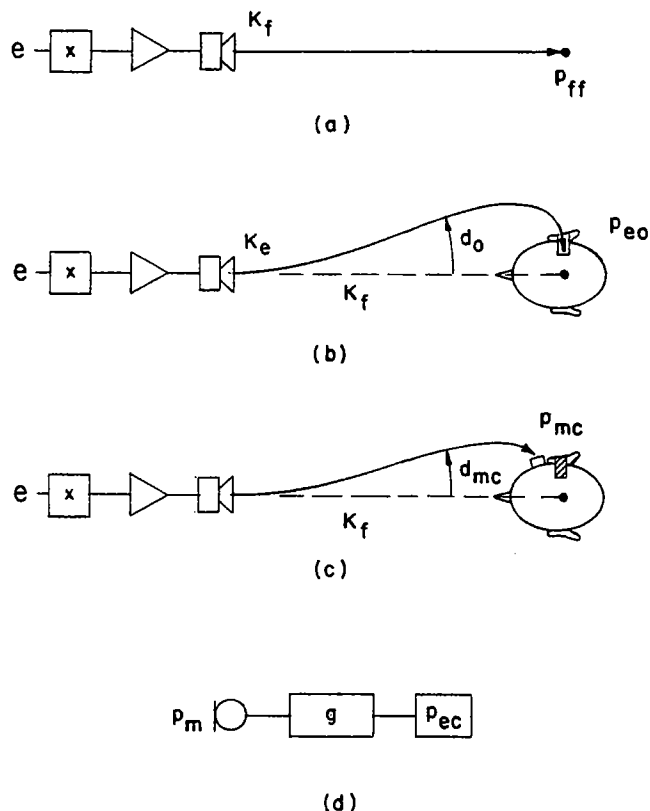 e x K_f p_ff
(a)
e x K_e K_f d_o p_eo
(b)
e x K_f d_mc p_mc
(c)
p_m g p_ec
(d)